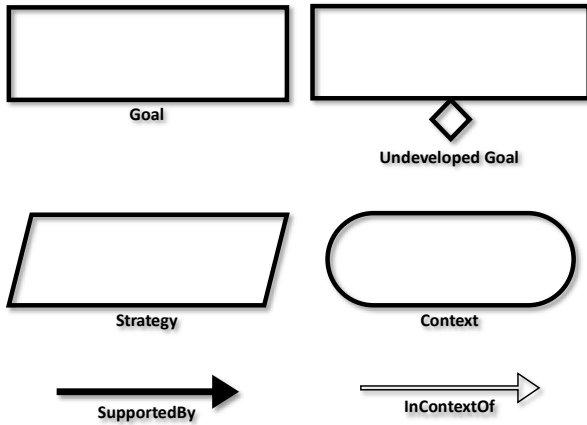 Goal
Undeveloped Goal
Strategy
Context
SupportedBy
InContextOf